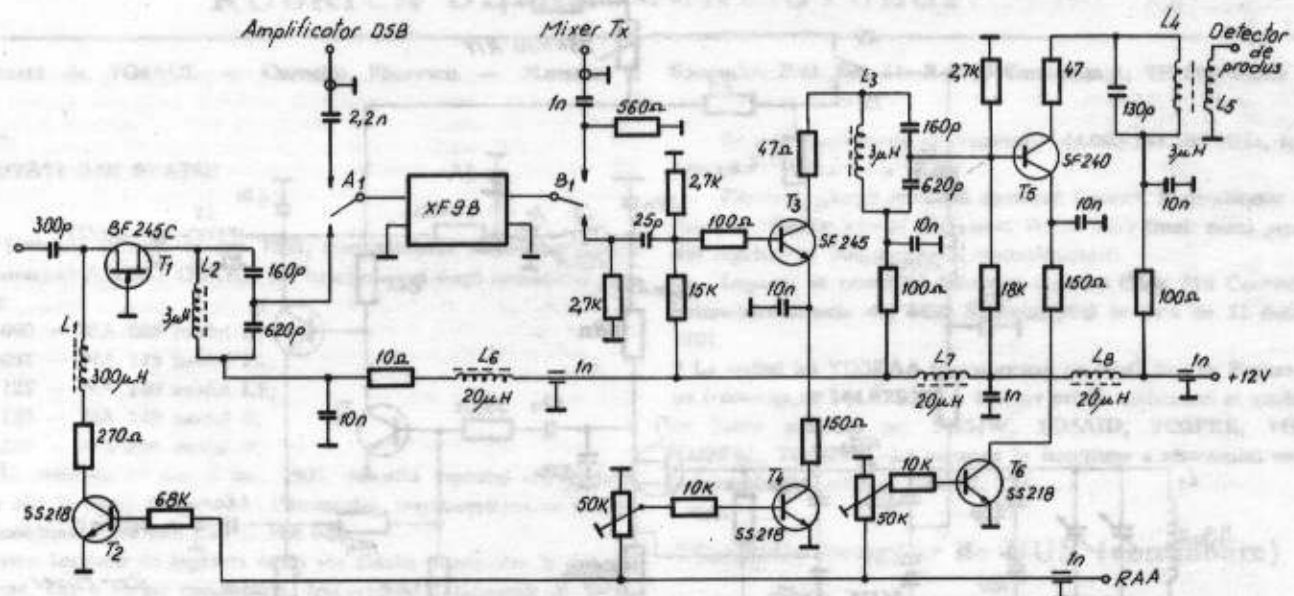 Amplificator DSB
Mixer Tx
L4
Detector
de
produs
L5
2,2n
1n
560Ω
2,7K
47
130p
3µH
10n
L3
160p
3µH
620p
47Ω
T5
SF240
10n
A1
XF9B
B1
2,7K
25p
100Ω
T3
SF245
10n
300p
BF245C
T1
L2
160p
3µH
620p
2,7K
15K
10n
100Ω
18K
150Ω
100Ω
L1
300µH
10Ω
L6
20µH
1n
L7
20µH
1n
L8
20µH
1n
+12V
10n
270Ω
150Ω
SS218
T2
68K
50K
10K
T4
SS218
50K
10K
T6
SS218
1n
RAA